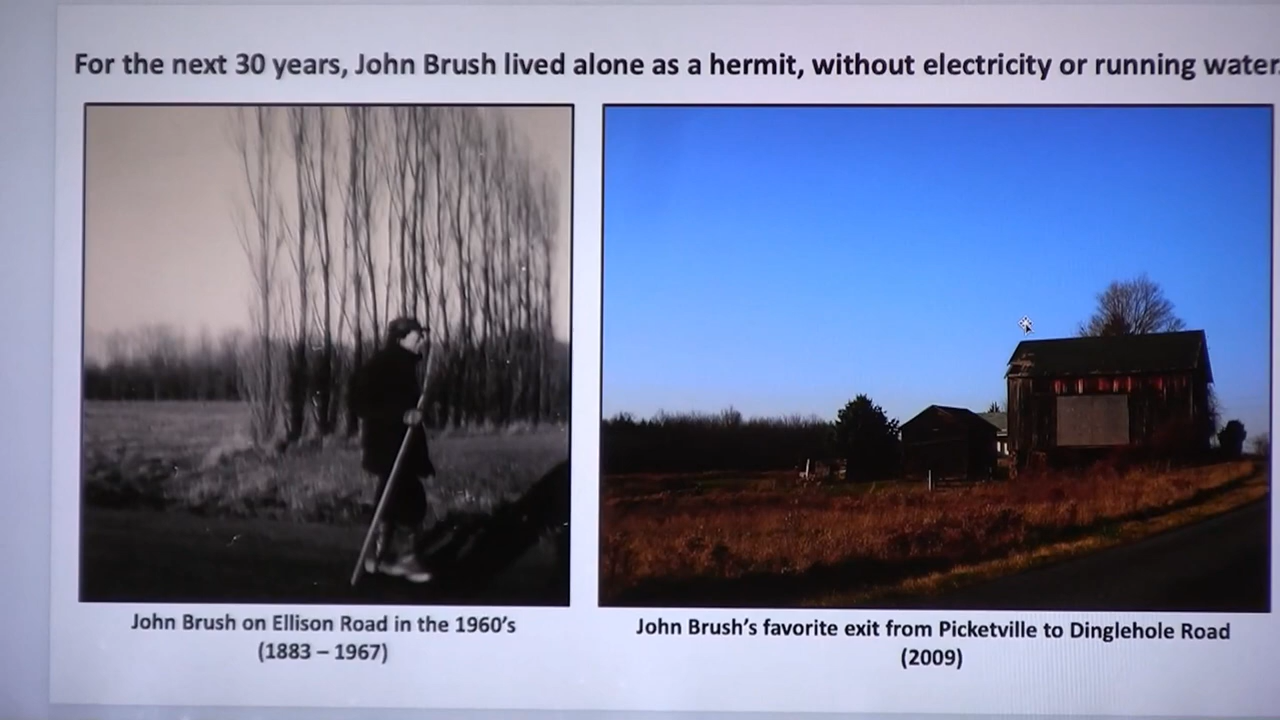 For the next 30 years, John Brush lived alone as a hermit, without electricity or running water.
John Brush on Ellison Road in the 1960's
(1883 – 1967)
John Brush's favorite exit from Picketville to Dinglehole Road
(2009)